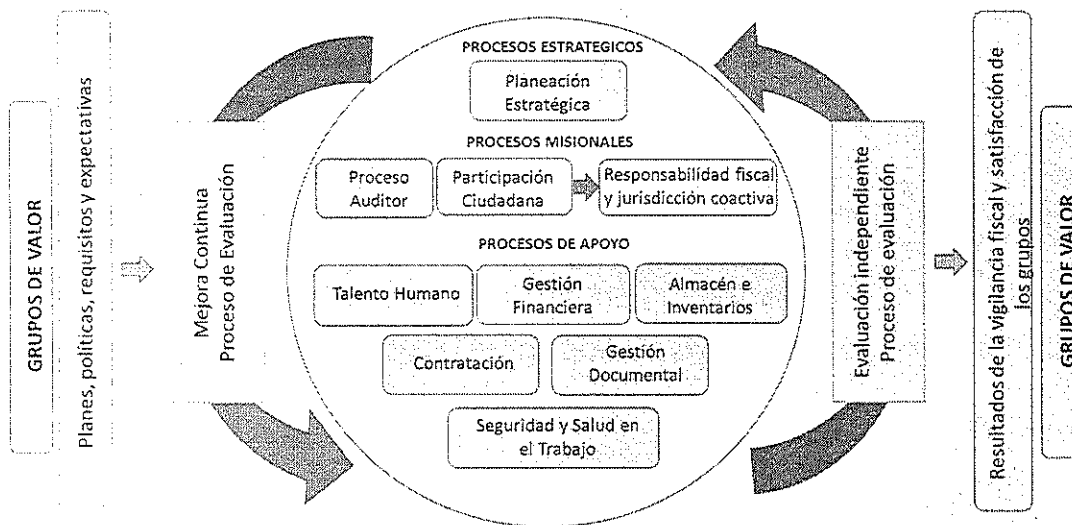 GRUPOS DE VALOR
Planes, políticas, requisitos y expectativas
Mejora Continua
Proceso de Evaluación
PROCESOS ESTRATEGICOS
Planeación
Estratégica
PROCESOS MISIONALES
Proceso
Auditor
Participación
Ciudadana
Responsabilidad fiscal
y jurisdicción coactiva
PROCESOS DE APOYO
Talento Humano
Gestión
Financiera
Almacén e
Inventarios
Contratación
Gestión
Documental
Seguridad y Salud en
el Trabajo
Evaluación independiente
Proceso de evaluación
Resultados de la vigilancia fiscal y satisfacción de
los grupos
GRUPOS DE VALOR